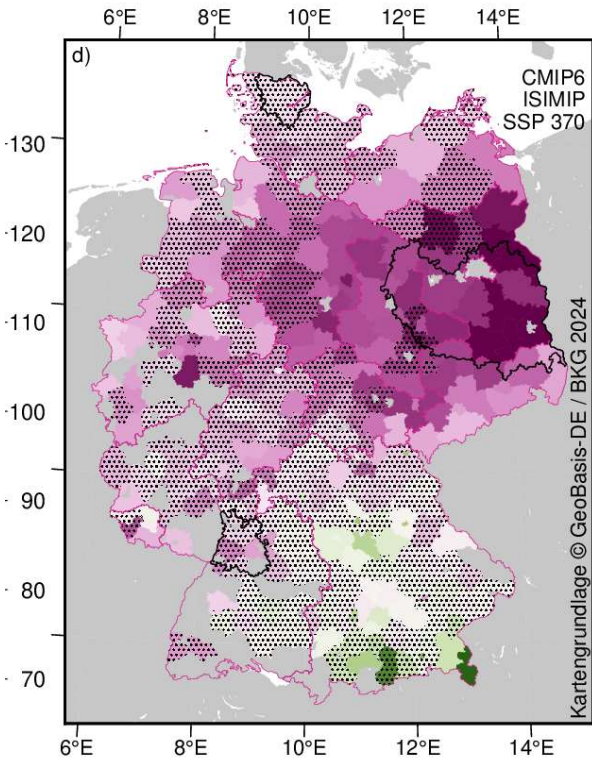 6°E 8°E 10°E 12°E 14°E
d)
CMIP6
ISIMIP
SSP 370
·130
·120
·110
·100
· 90
· 80
· 70
Kartengrundlage © GeoBasis-DE / BKG 2024
6°E 8°E 10°E 12°E 14°E